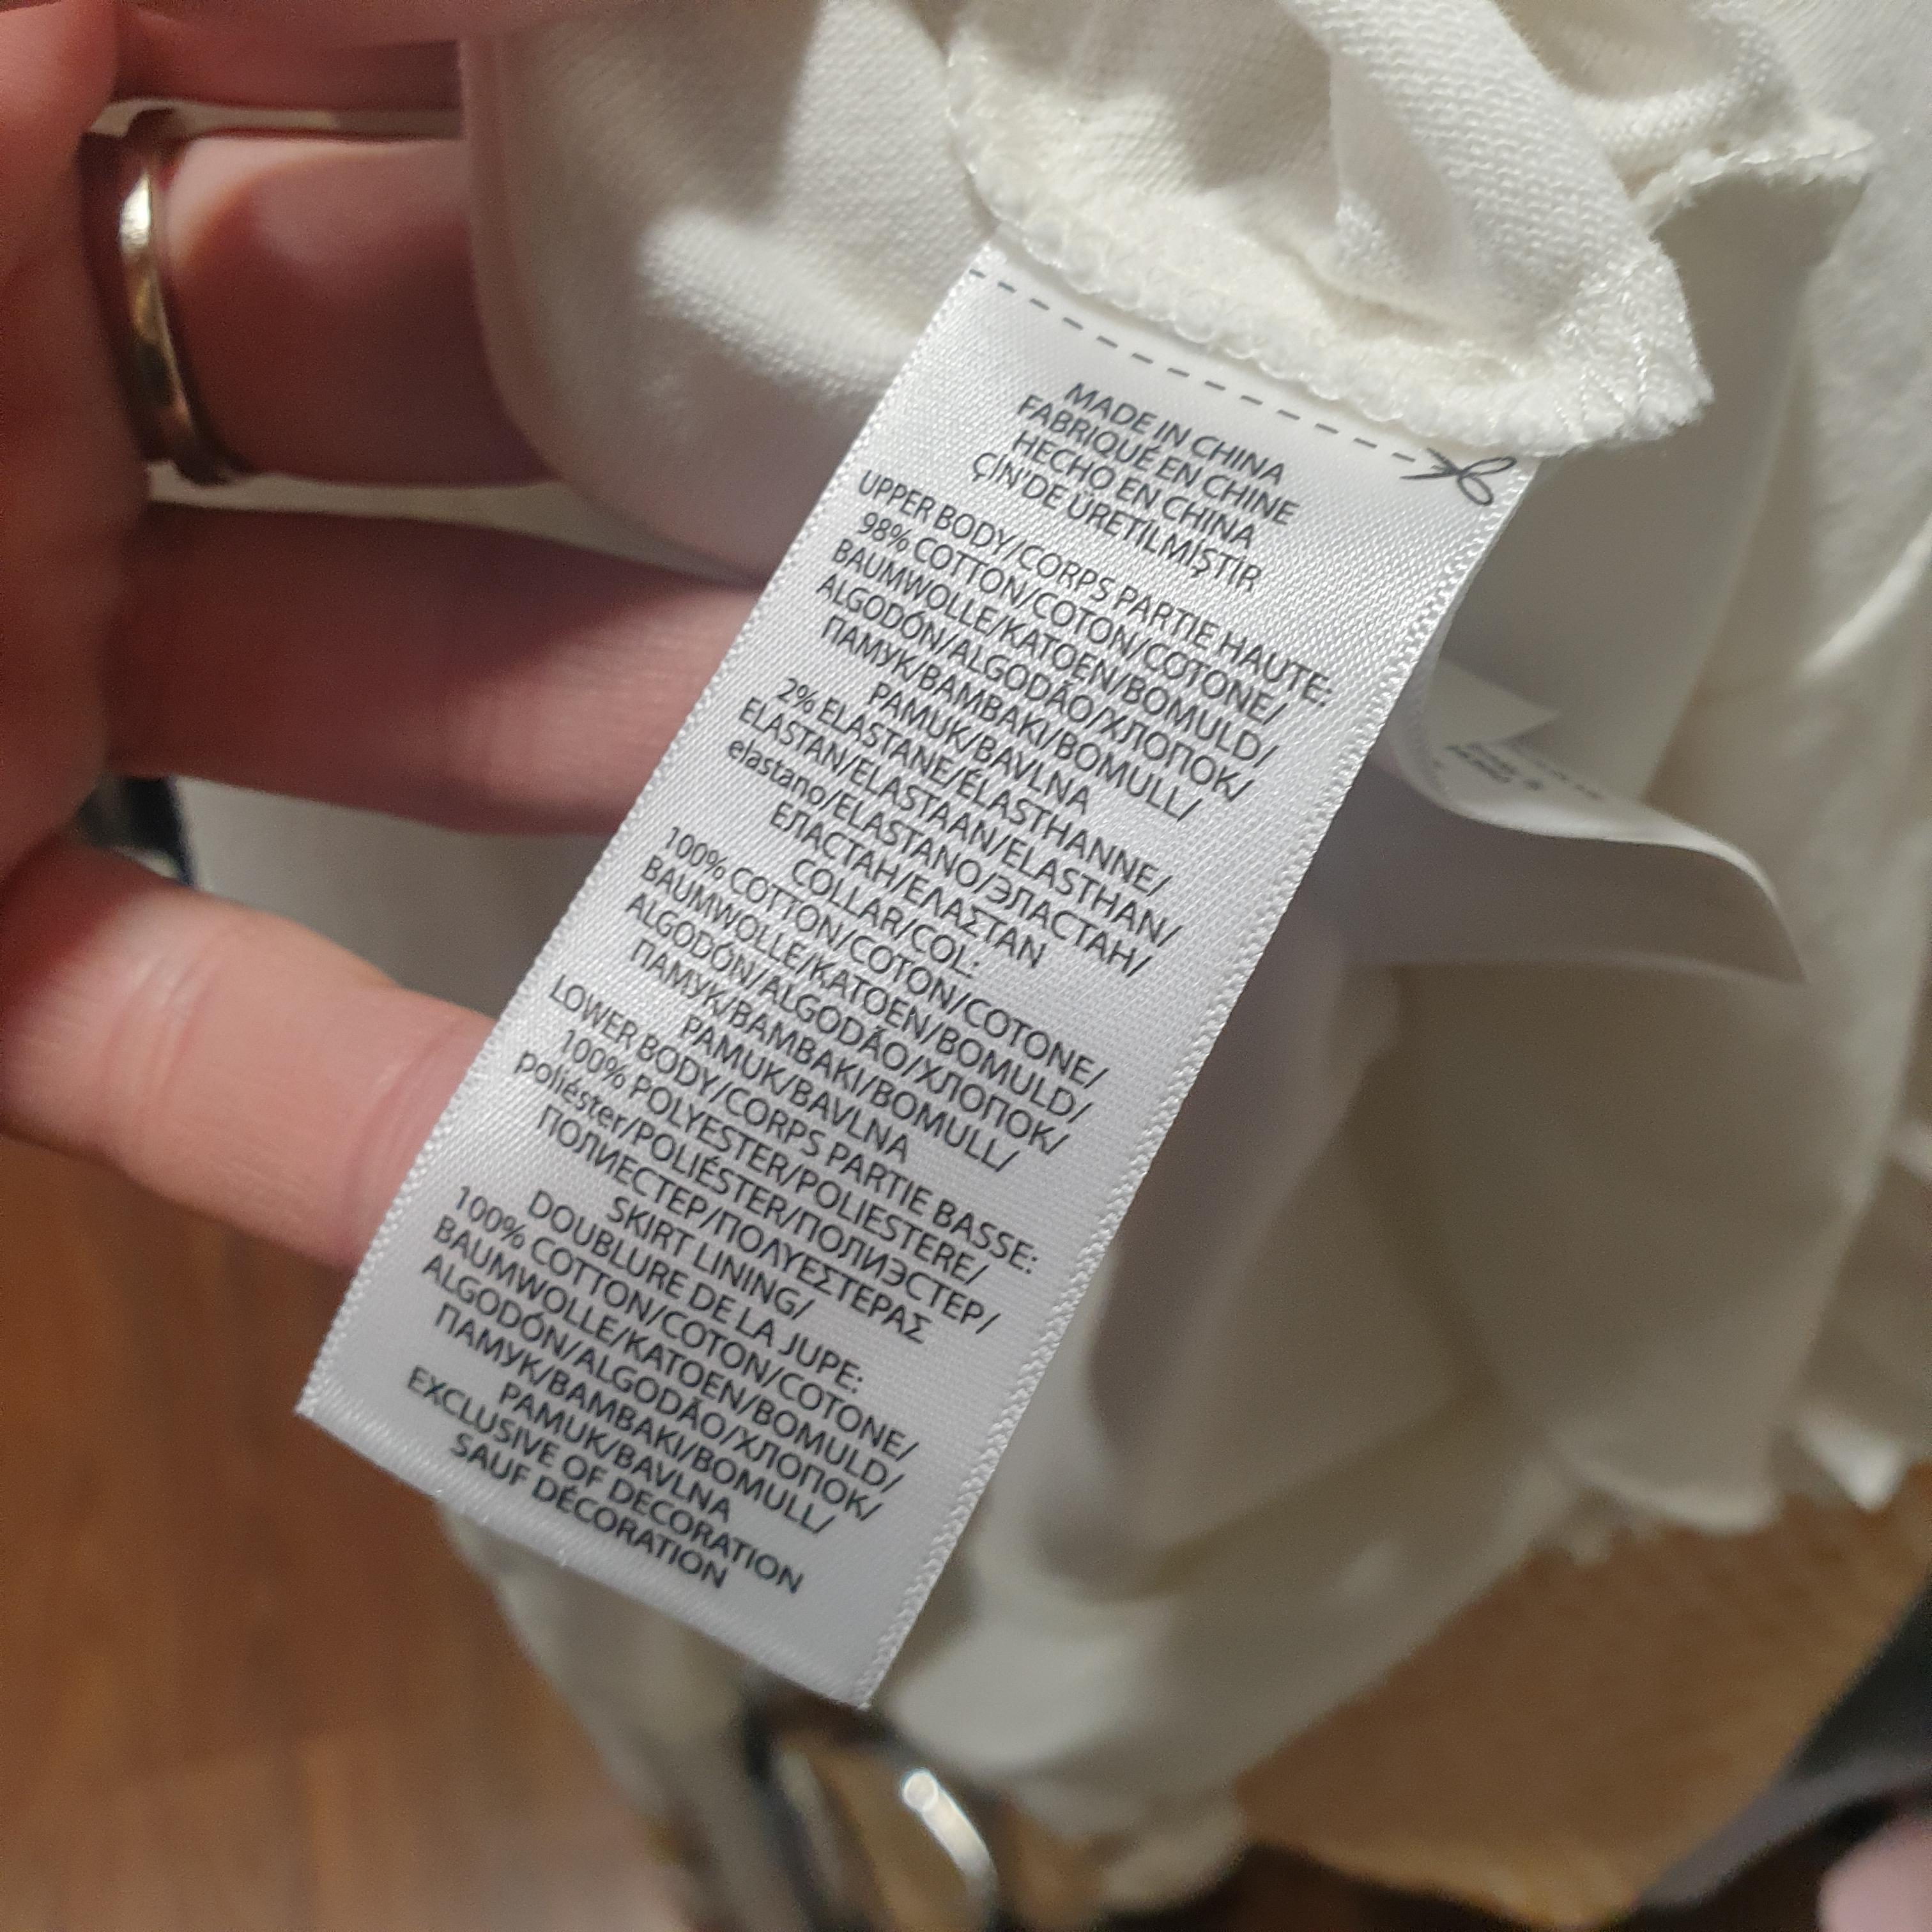 MADE IN CHINA
FABRIQUÉ EN CHINE
HECHO EN CHINA
ÇIN'DE ÜRETILMİŞTİR
UPPER BODY/CORPS PARTIE HAUTE:
98% COTTON/COTON/COTONE/
BAUMWOLLE/KATOEN/BOMULD/
ALGODÓN/ALGODÃO/ХЛОПОК/
ПАМУК/BAMBAKI/BOMULL/
PAMUK/BAVLNA
2% ELASTANE/ÉLASTHANNE/
ELASTAN/ELASTAAN/ELASTHAN/
elastano/ELASTANO/ЭЛАСТАН/
ЕЛАСТАН/ΕΛΑΣΤΑΝ
COLLAR/COL:
100% COTTON/COTON/COTONE/
BAUMWOLLE/KATOEN/BOMULD/
ALGODÓN/ALGODÃO/ХЛОПОК/
ПАМУК/BAMBAKI/BOMULL/
PAMUK/BAVLNA
LOWER BODY/CORPS PARTIE BASSE:
100% POLYESTER/POLIESTERE/
poliéster/POLIÉSTER/ПОЛИЭСТЕР/
ПОЛИЕСТЕР/ΠΟΛΥΕΣΤΕΡΑΣ
SKIRT LINING/
DOUBLURE DE LA JUPE:
100% COTTON/COTON/COTONE/
BAUMWOLLE/KATOEN/BOMULD/
ALGODÓN/ALGODÃO/ХЛОПОК/
ПАМУК/BAMBAKI/BOMULL/
PAMUK/BAVLNA
EXCLUSIVE OF DECORATION
SAUF DÉCORATION